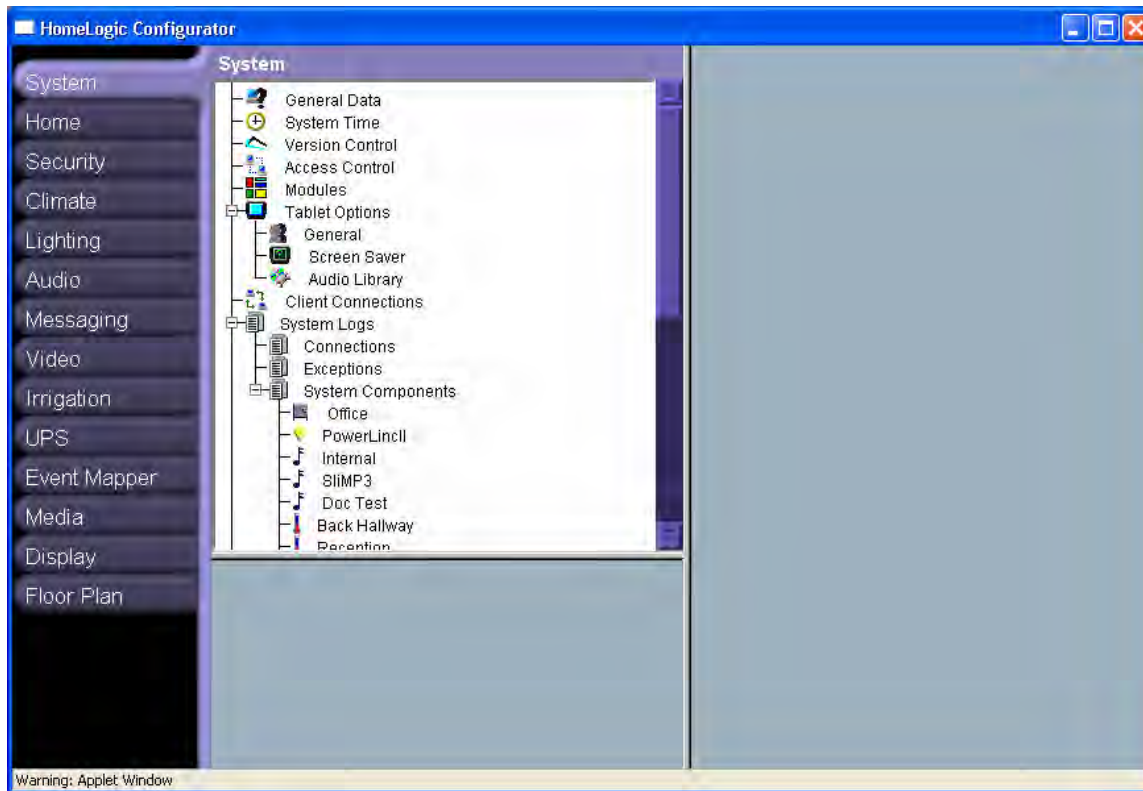 HomeLogic Configurator
System
Home
Security
Climate
Lighting
Audio
Messaging
Video
Irrigation
UPS
Event Mapper
Media
Display
Floor Plan
System
General Data
System Time
Version Control
Access Control
Modules
Tablet Options
General
Screen Saver
Audio Library
Client Connections
System Logs
Connections
Exceptions
System Components
Office
PowerLincII
Internal
SliMP3
Doc Test
Back Hallway
Reception
Warning: Applet Window